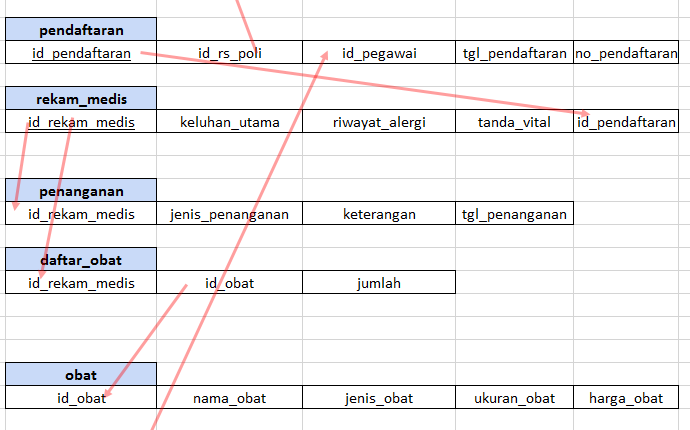 pendaftaran
id_pendaftaran id_rs_poli id_pegawai tgl_pendaftaran no_pendaftaran
rekam_medis
id_rekam_medis keluhan_utama riwayat_alergi tanda_vital id_pendaftaran
penanganan
id_rekam_medis jenis_penanganan keterangan tgl_penanganan
daftar_obat
id_rekam_medis id_obat jumlah
obat
id_obat nama_obat jenis_obat ukuran_obat harga_obat